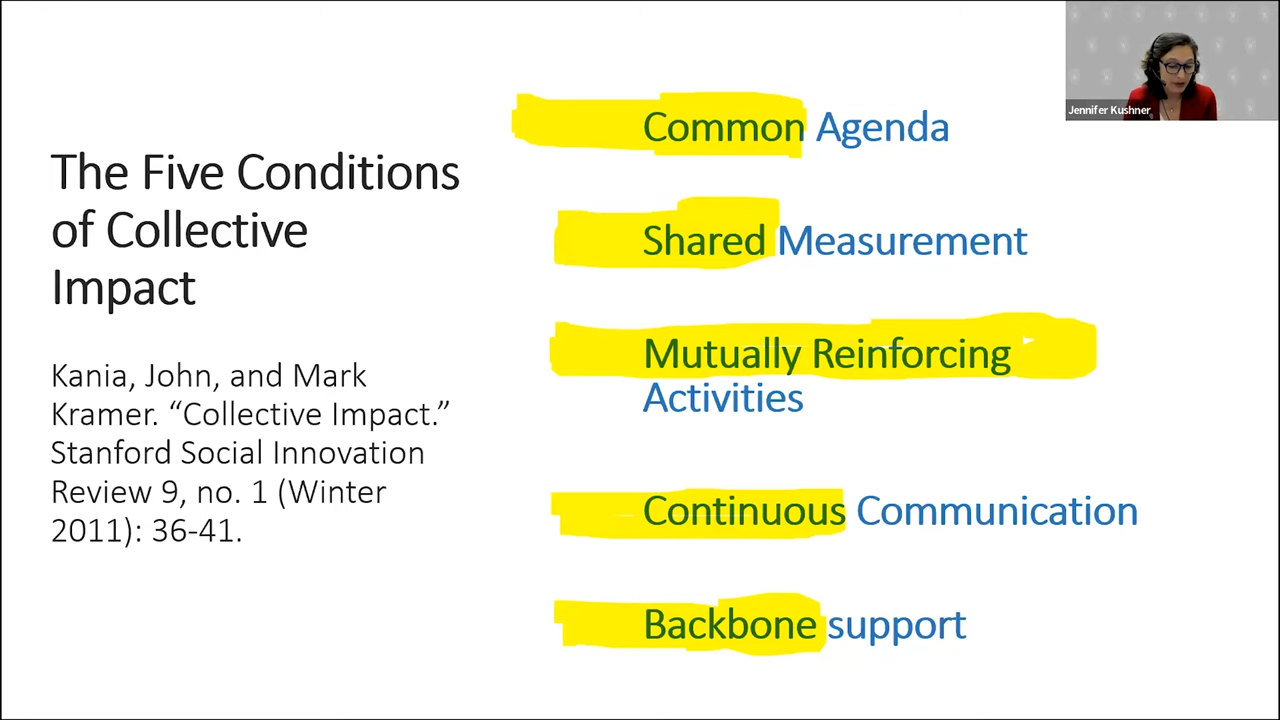 The Five Conditions
of Collective
Impact
Kania, John, and Mark
Kramer. “Collective Impact.”
Stanford Social Innovation
Review 9, no. 1 (Winter
2011): 36-41.
Common Agenda
Shared Measurement
Mutually Reinforcing
Activities
Continuous Communication
Backbone support
Jennifer Kushner